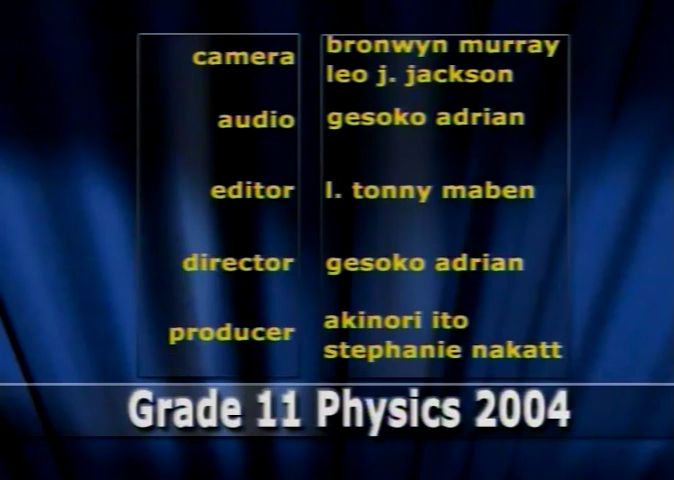 camera bronwyn murray
leo j. jackson
audio gesoko adrian
editor l. tonny maben
director gesoko adrian
producer akinori ito
stephanie nakatt
Grade 11 Physics 2004